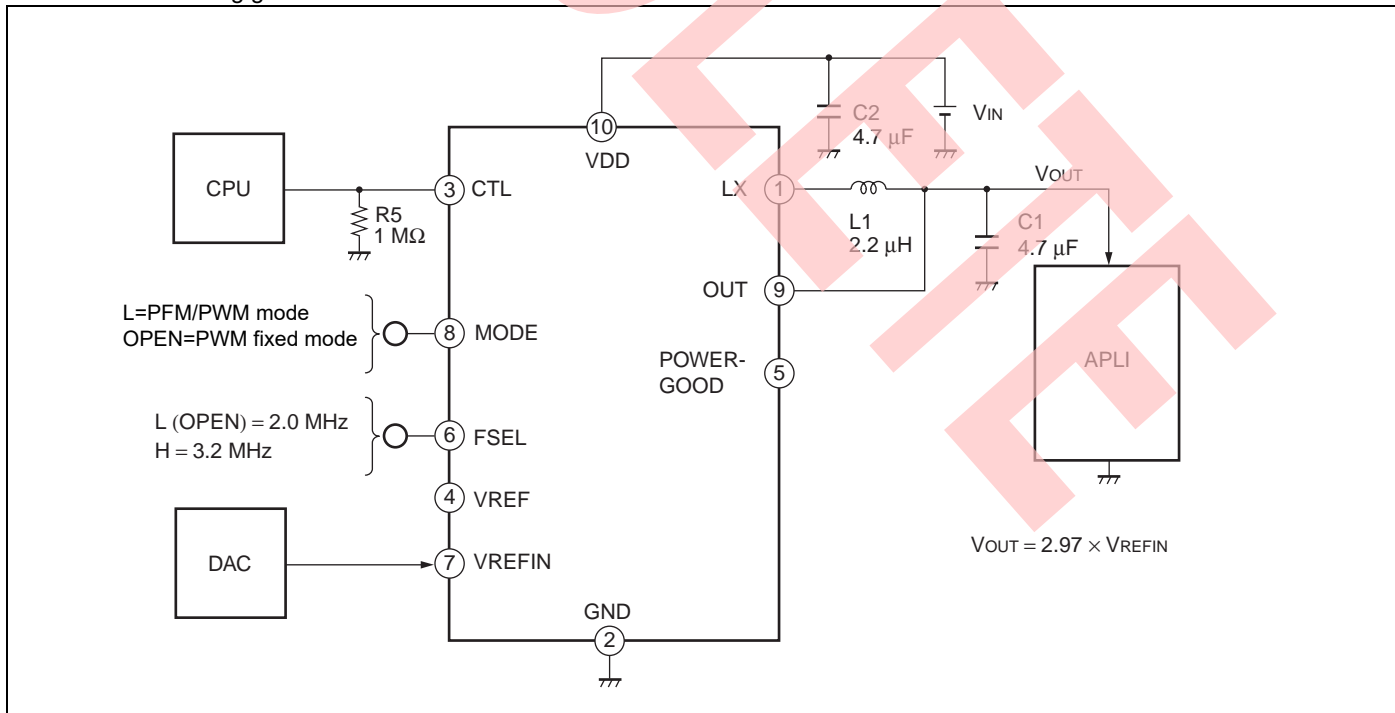 10
VDD
C2
4.7 μF
VIN
CPU
3
CTL
R5
1 MΩ
LX
1
L1
2.2 μH
VOUT
C1
4.7 μF
OUT
9
L=PFM/PWM mode
OPEN=PWM fixed mode
8
MODE
POWER-
GOOD
5
APLI
L (OPEN) = 2.0 MHz
H = 3.2 MHz
6
FSEL
4
VREF
DAC
7
VREFIN
VOUT = 2.97 × VREFIN
GND
2